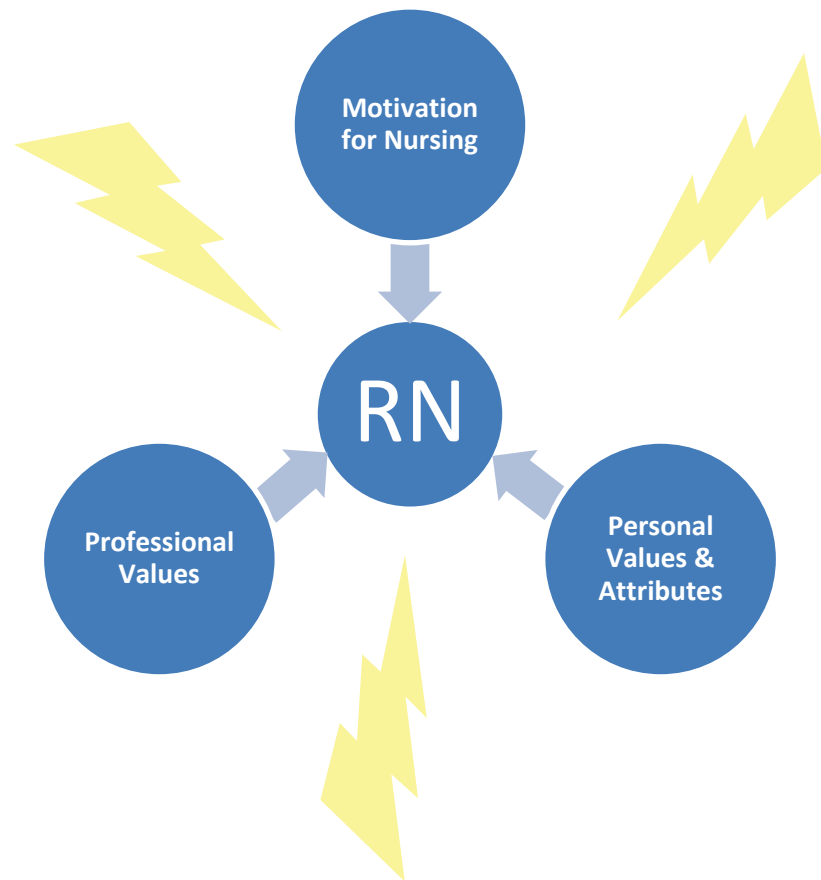 Motivation
for Nursing
RN
Professional
Values
Personal
Values &
Attributes